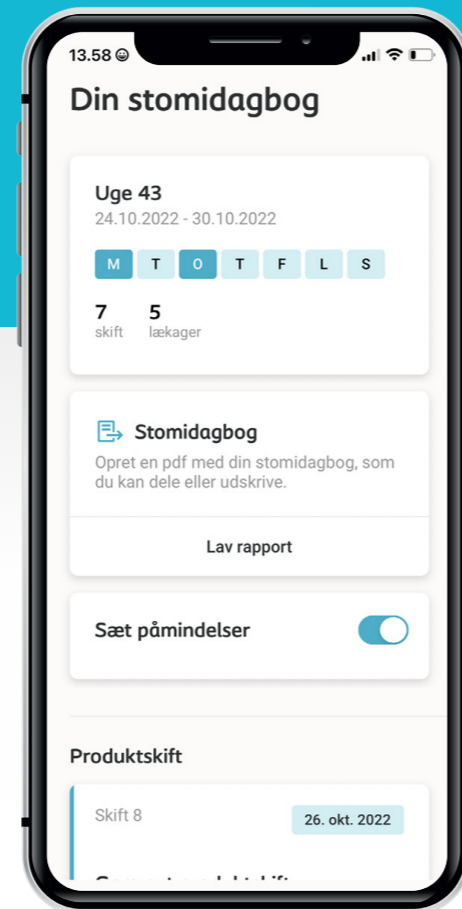 13.58
Din stomidagbog
Uge 43
24.10.2022 - 30.10.2022
M T O T F L S
7 5
skift lækager
Stomidagbog
Opret en pdf med din stomidagbog, som
du kan dele eller udskrive.
Lav rapport
Sæt påmindelser
Produktskift
Skift 8
26. okt. 2022